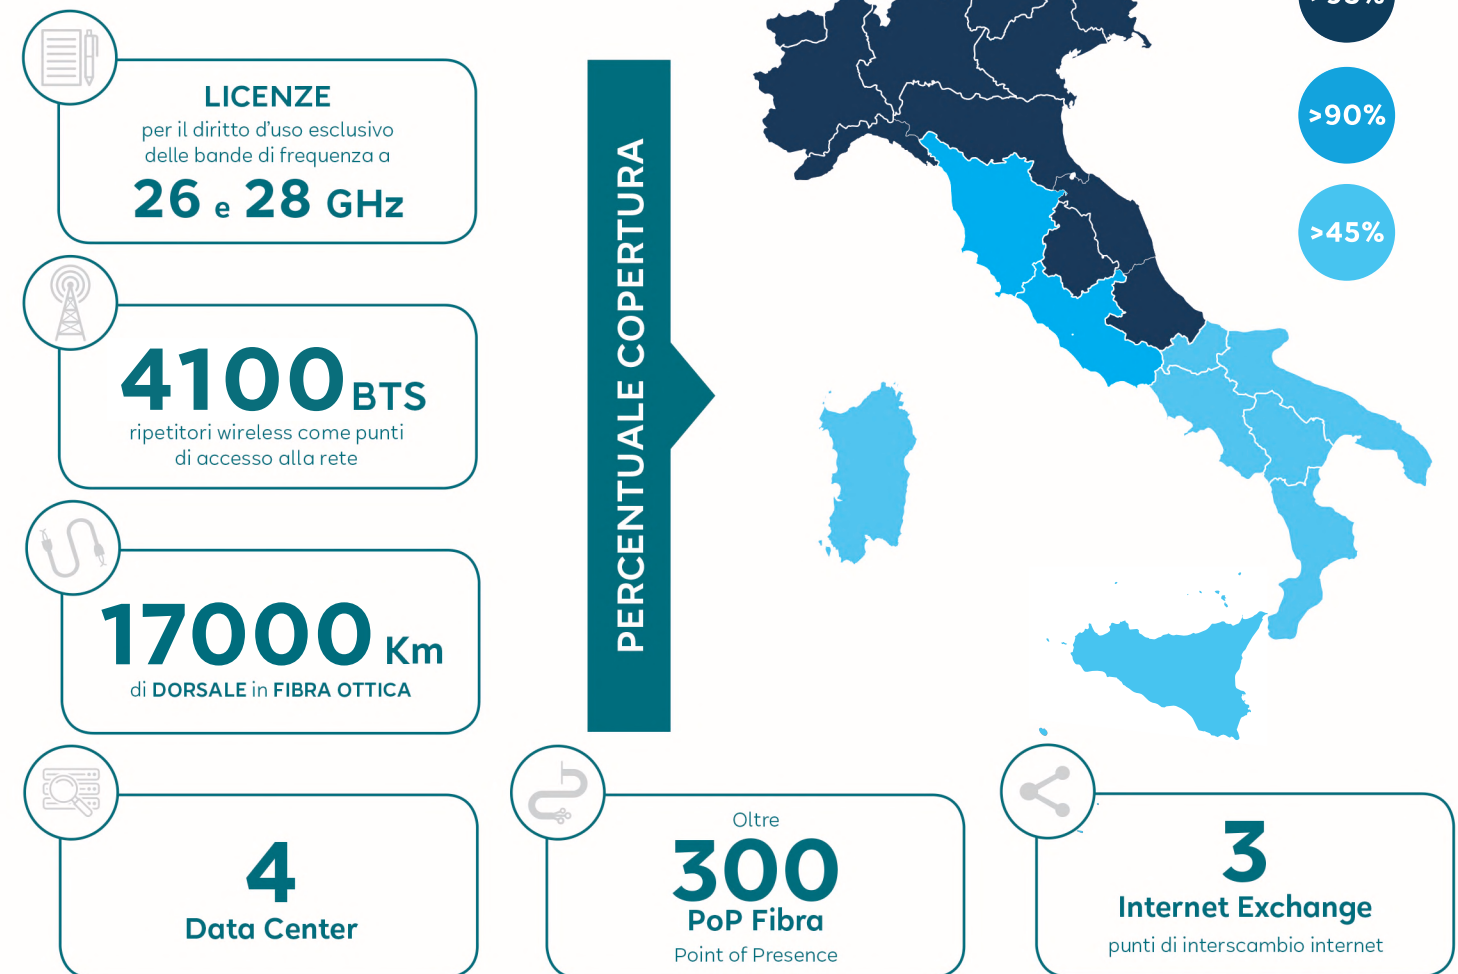 LICENZE
per il diritto d'uso esclusivo
delle bande di frequenza a
26 e 28 GHz
4100 BTS
ripetitori wireless come punti
di accesso alla rete
17000 Km
di DORSALE in FIBRA OTTICA
4
Data Center
PERCENTUALE COPERTURA
>90%
>45%
Oltre
300
PoP Fibra
Point of Presence
3
Internet Exchange
punti di interscambio internet